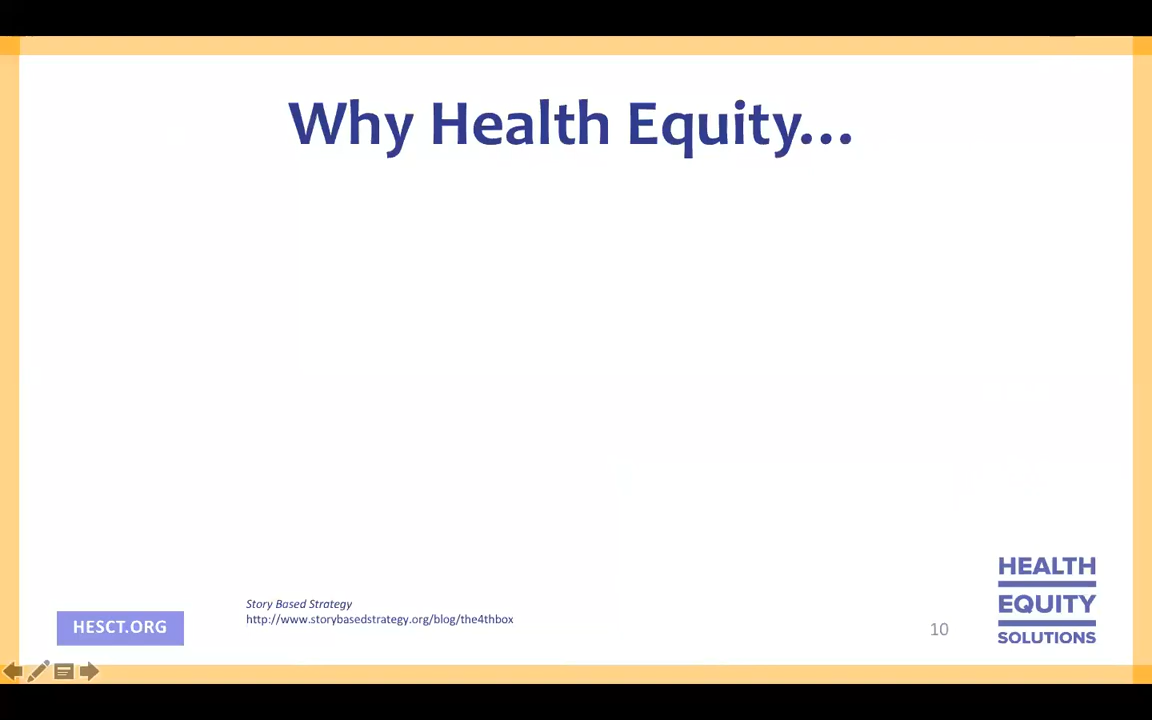 Why Health Equity...
Story Based Strategy
http://www.storybasedstrategy.org/blog/the4thbox
HESCT.ORG
10
HEALTH
EQUITY
SOLUTIONS